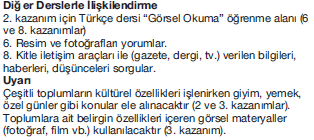 Diğer Derslerle İlişkilendirme
2. kazanım için Türkçe dersi “Görsel Okuma” öğrenme alanı (6
ve 8. kazanımlar)
6. Resim ve fotoğrafları yorumlar.
8. Kitle iletişim araçları ile (gazete, dergi, tv.) verilen bilgileri,
haberleri, düşünceleri sorgular.
Uyarı
Çeşitli toplumların kültürel özellikleri işlenirken giyim, yemek,
özel günler gibi konular ele alınacaktır (2 ve 3. kazanımlar).
Toplumlara ait belirgin özellikleri içeren görsel materyaller
(fotoğraf, film vb.) kullanılacaktır (3. kazanım).